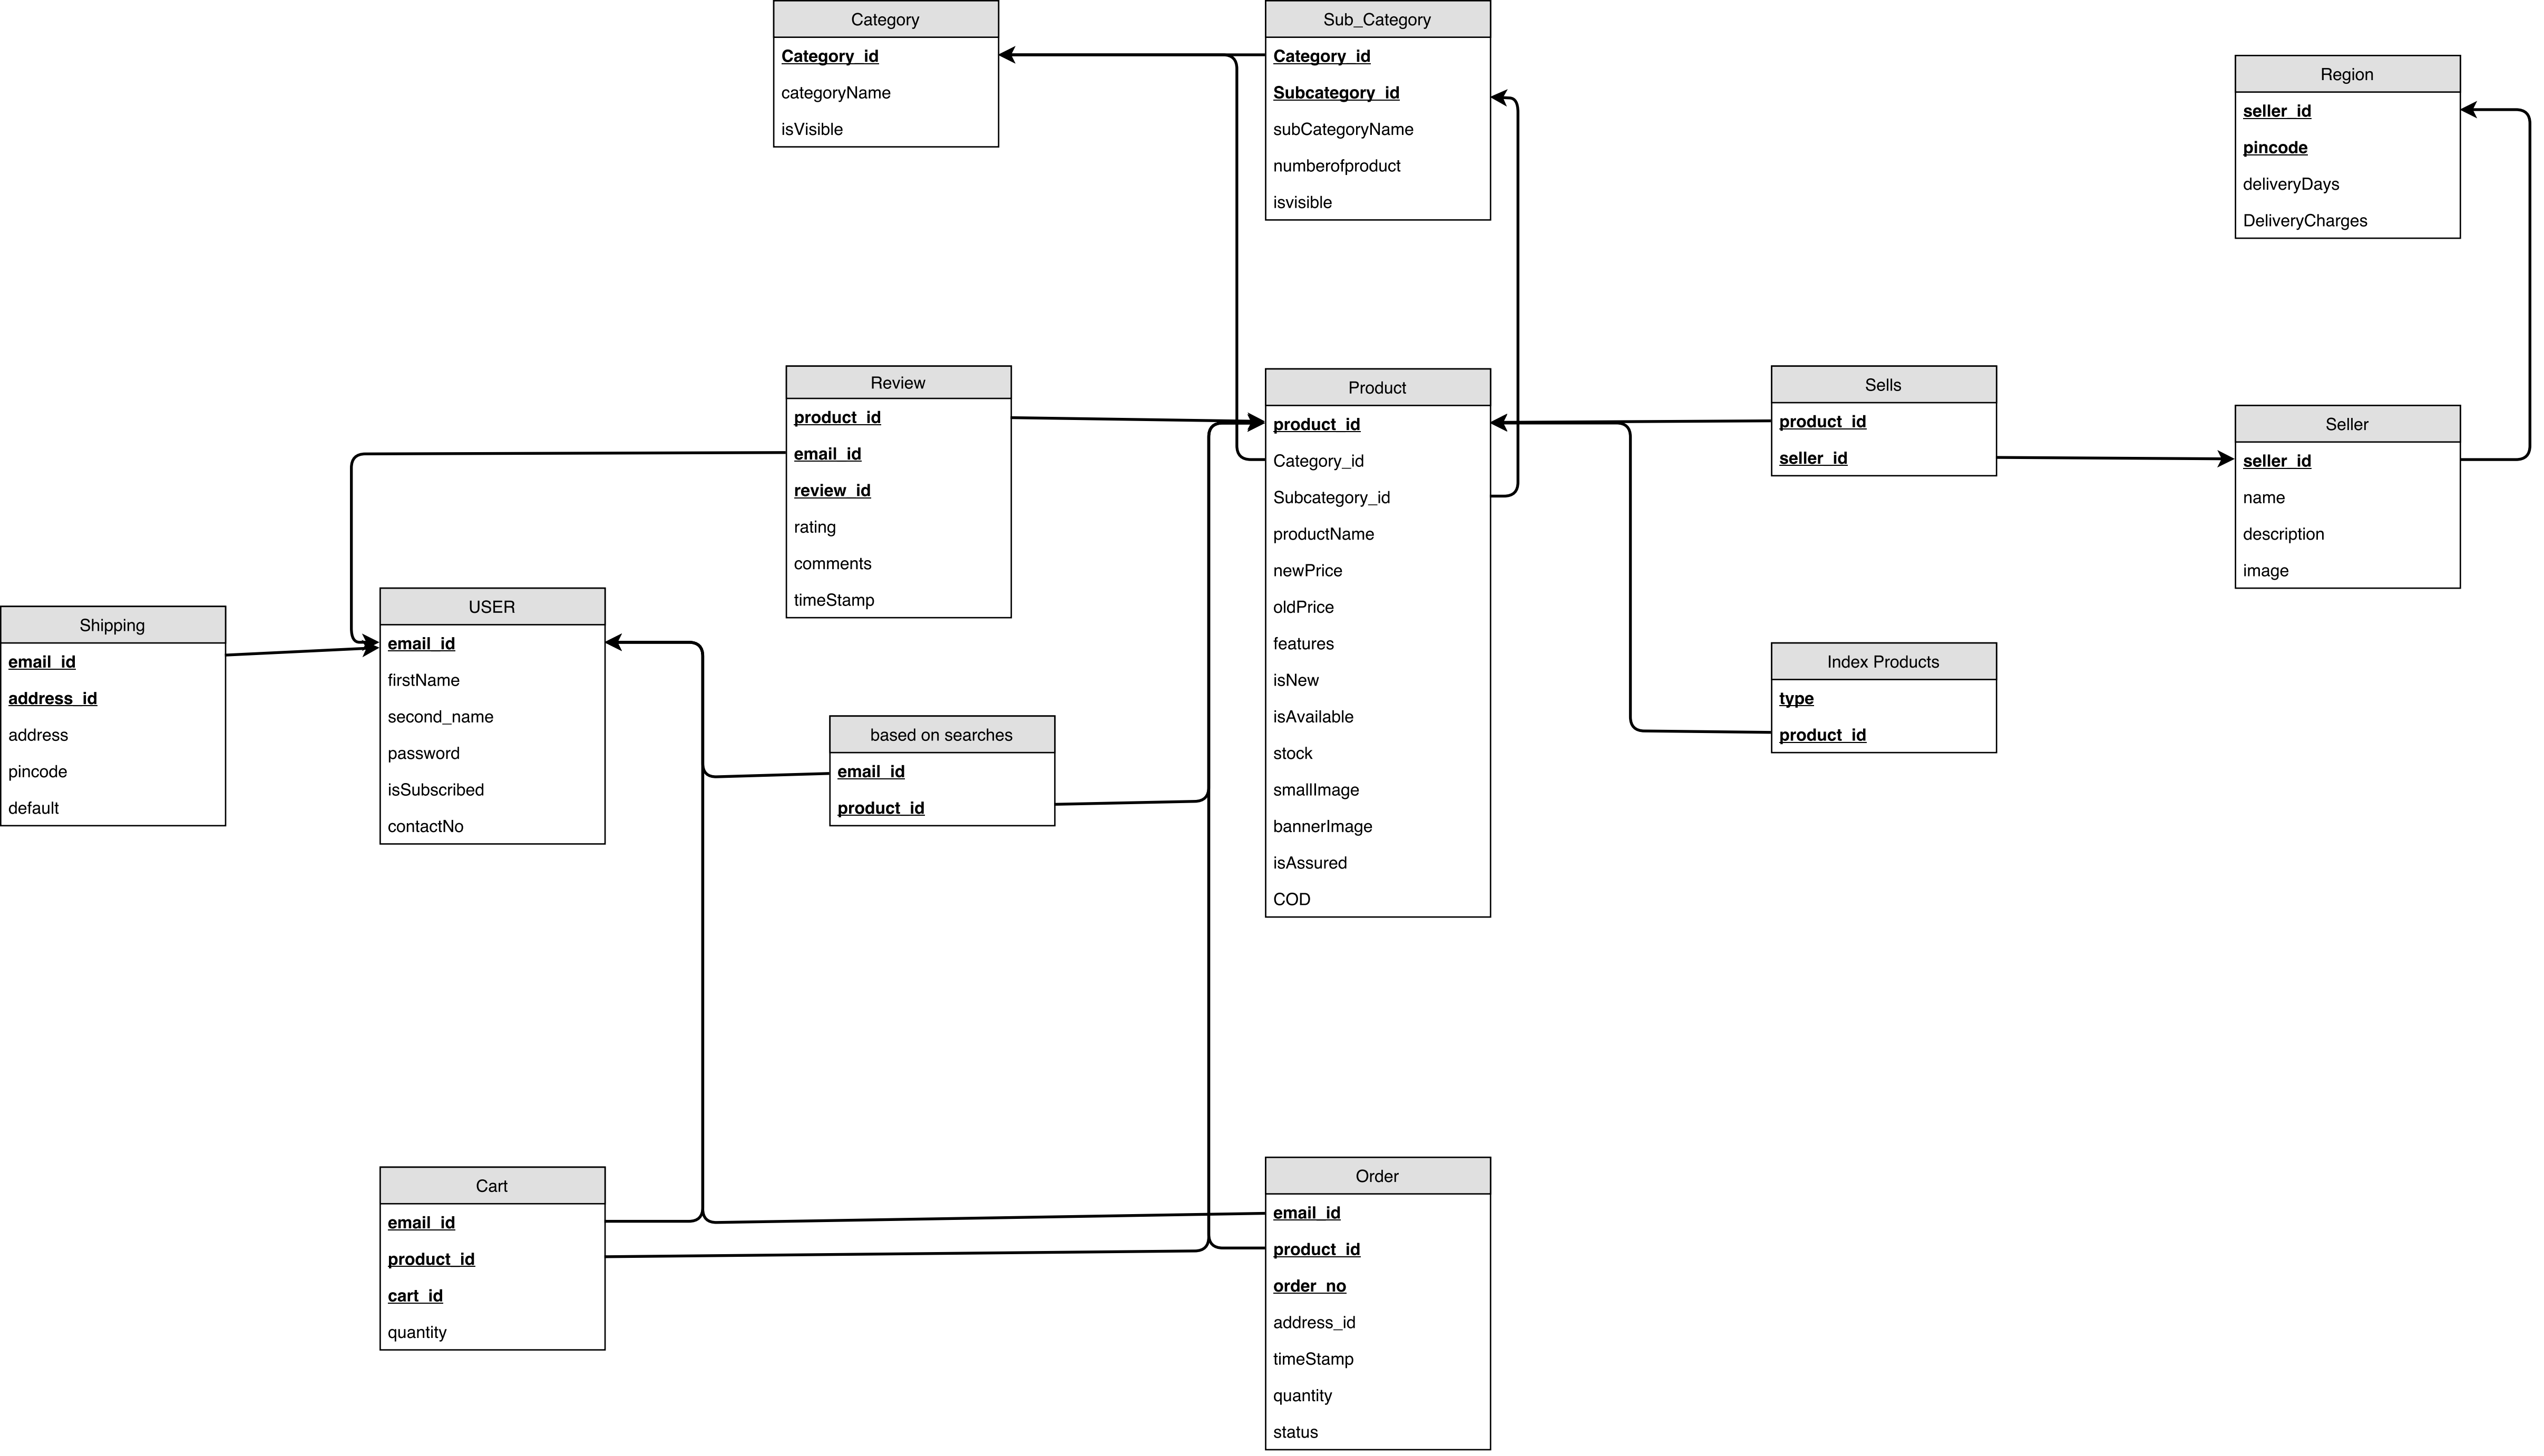 Category
Category_id
categoryName
isVisible
Sub_Category
Category_id
Subcategory_id
subCategoryName
numberofproduct
isvisible
Region
seller_id
pincode
deliveryDays
DeliveryCharges
Review
product_id
email_id
review_id
rating
comments
timeStamp
Product
product_id
Category_id
Subcategory_id
productName
newPrice
oldPrice
features
isNew
isAvailable
stock
smallImage
bannerImage
isAssured
COD
Sells
product_id
seller_id
Seller
seller_id
name
description
image
Shipping
email_id
address_id
address
pincode
default
USER
email_id
firstName
second_name
password
isSubscribed
contactNo
based on searches
email_id
product_id
Index Products
type
product_id
Cart
email_id
product_id
cart_id
quantity
Order
email_id
product_id
order_no
address_id
timeStamp
quantity
status